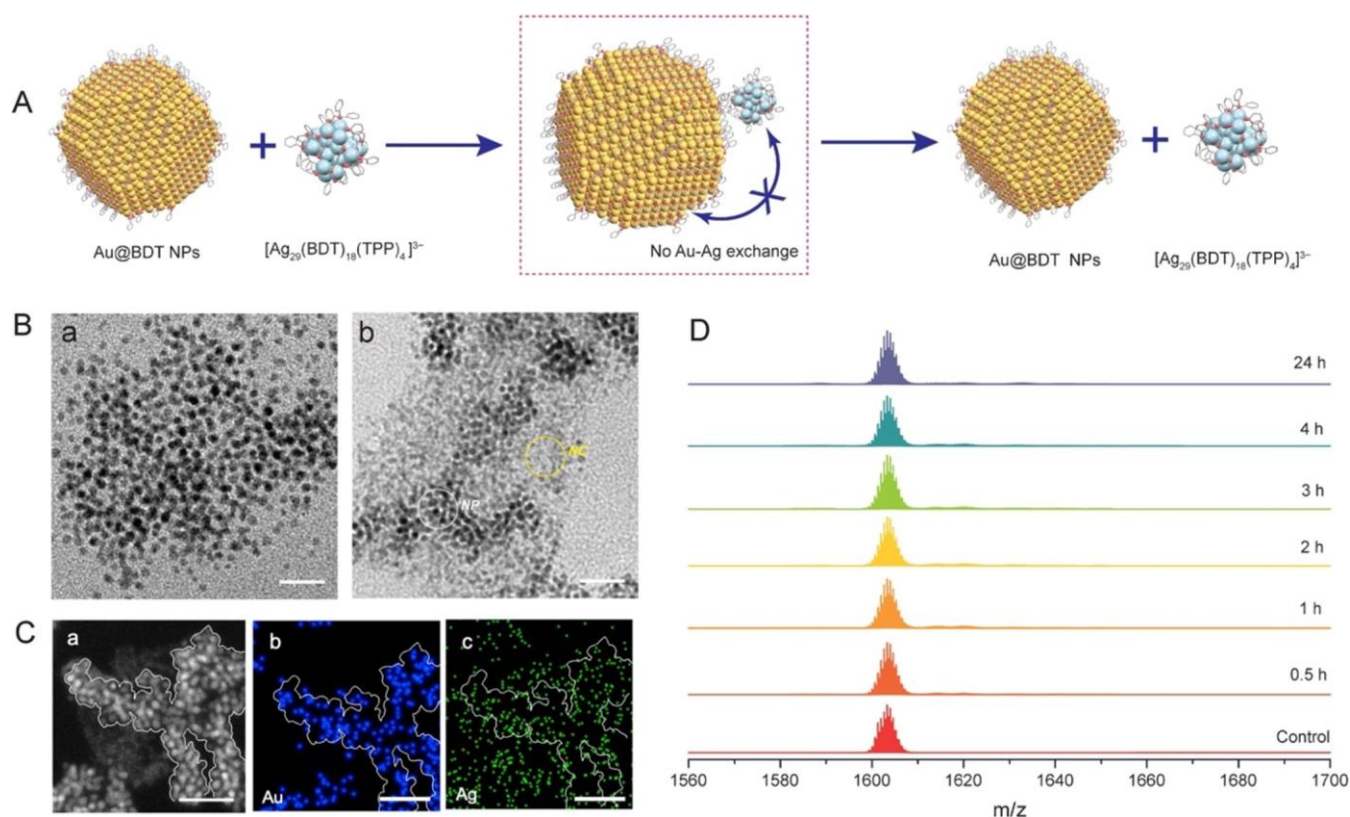 A
+
+
Au@BDT NPs
[Ag₂₉(BDT)₁₈(TPP)₄]³⁻
No Au-Ag exchange
Au@BDT NPs
[Ag₂₉(BDT)₁₈(TPP)₄]³⁻
B
a
b
NC
NP
C
a
b
Au
c
Ag
D
24 h
4 h
3 h
2 h
1 h
0.5 h
Control
1560 1580 1600 1620 1640 1660 1680 1700
m/z